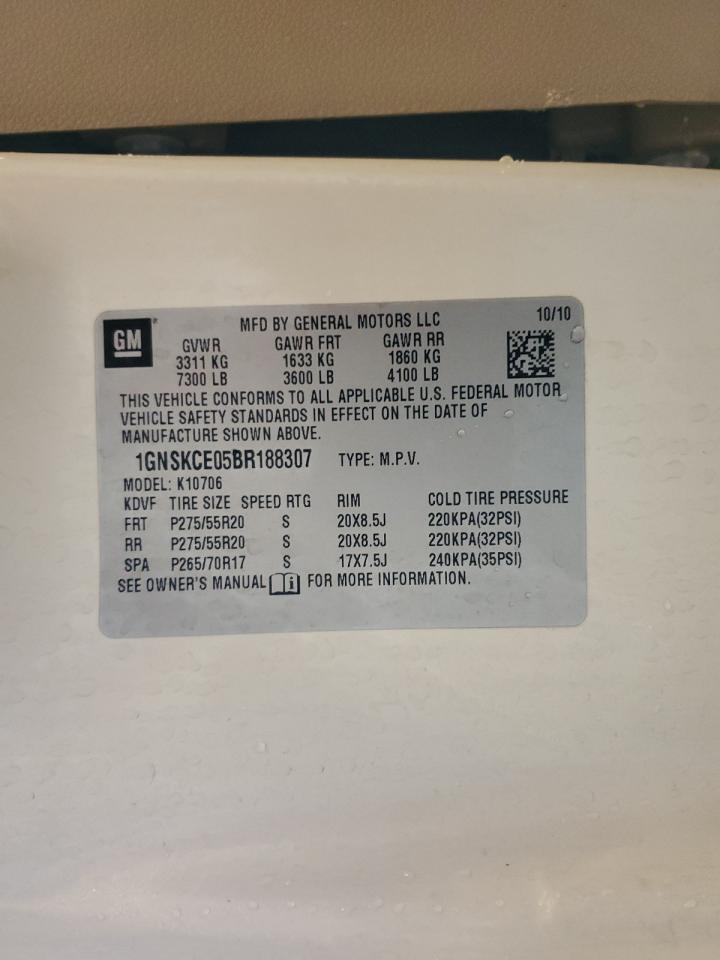 GM
MFD BY GENERAL MOTORS LLC 10/10
GVWR GAWR FRT GAWR RR
3311 KG 1633 KG 1860 KG
7300 LB 3600 LB 4100 LB
THIS VEHICLE CONFORMS TO ALL APPLICABLE U.S. FEDERAL MOTOR
VEHICLE SAFETY STANDARDS IN EFFECT ON THE DATE OF
MANUFACTURE SHOWN ABOVE.
1GNSKCE05BR188307 TYPE: M.P.V.
MODEL: K10706
KDVF TIRE SIZE SPEED RTG RIM COLD TIRE PRESSURE
FRT P275/55R20 S 20X8.5J 220KPA(32PSI)
RR P275/55R20 S 20X8.5J 220KPA(32PSI)
SPA P265/70R17 S 17X7.5J 240KPA(35PSI)
SEE OWNER'S MANUAL i FOR MORE INFORMATION.